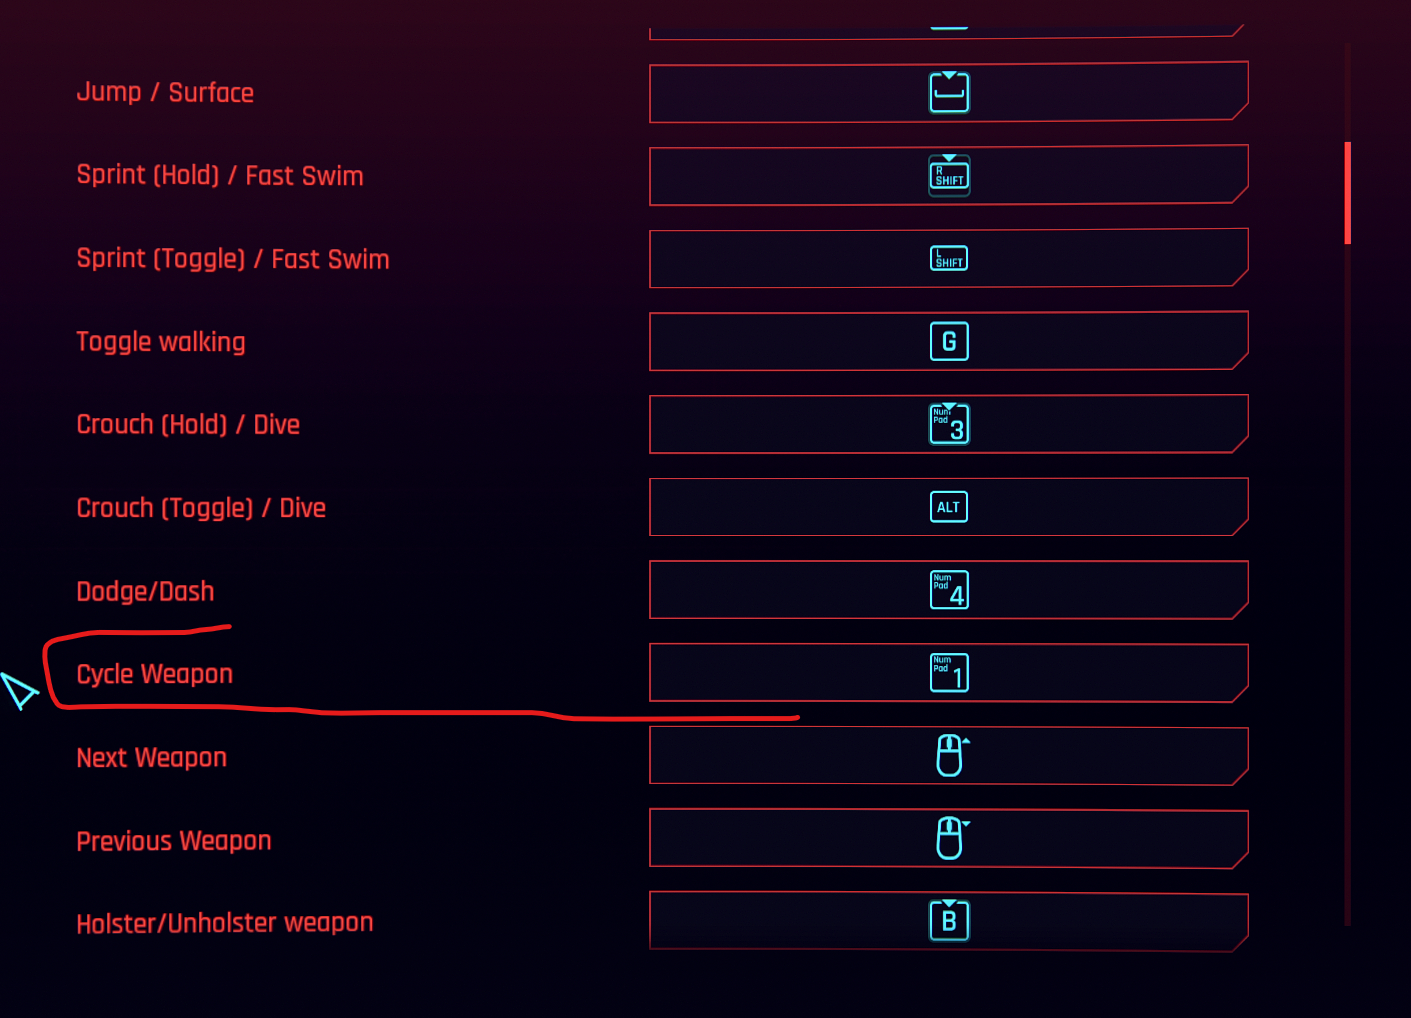 Jump / Surface
Sprint (Hold) / Fast Swim
R
SHIFT
Sprint (Toggle) / Fast Swim
L
SHIFT
Toggle walking
G
Crouch (Hold) / Dive
Num
Pad
3
Crouch (Toggle) / Dive
ALT
Dodge/Dash
Num
Pad
4
Cycle Weapon
Num
Pad
1
Next Weapon
Previous Weapon
Holster/Unholster weapon
B